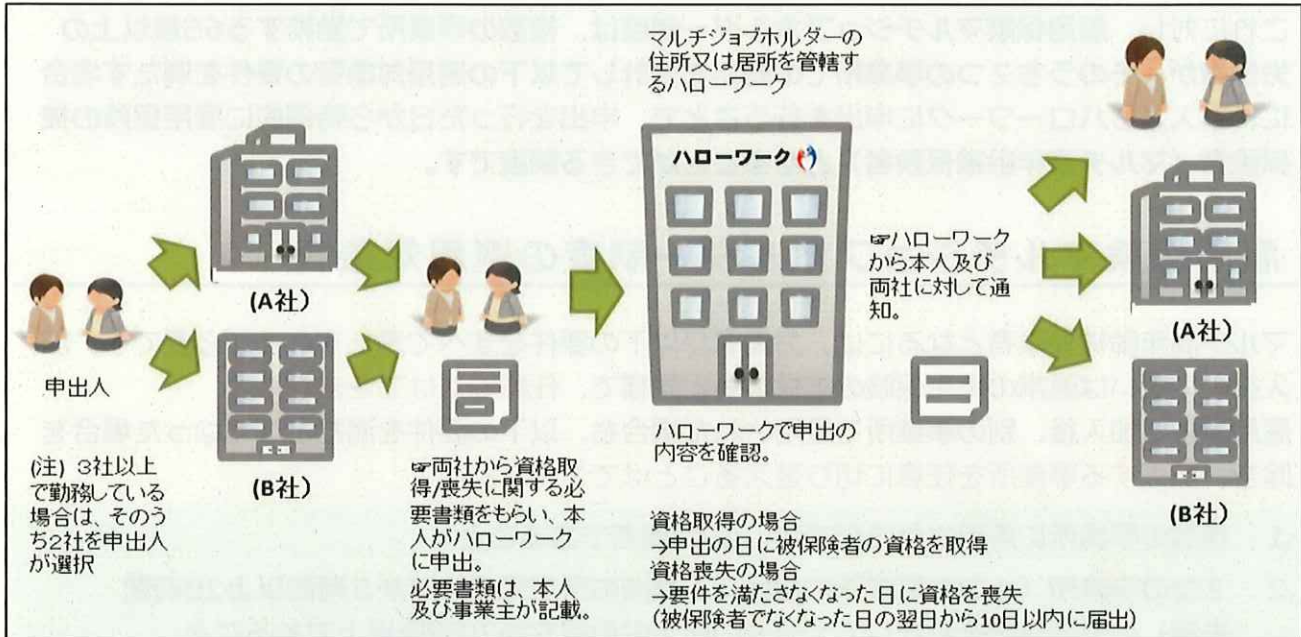 マルチジョブホルダーの
住所又は居所を管轄す
るハローワーク
ハローワーク
申出人
(注) 3社以上
で勤務している
場合は、そのう
ち2社を申出人
が選択
(A社)
(B社)
☞両社から資格取
得/喪失に関する必
要書類をもらい、本
人がハローワーク
に申出。
必要書類は、本人
及び事業主が記載。
ハローワークで申出の
内容を確認。
資格取得の場合
→申出の日に被保険者の資格を取得
資格喪失の場合
→要件を満たさなくなった日に資格を喪失
(被保険者でなくなった日の翌日から10日以内に届出)
☞ハローワーク
から本人及び
両社に対して通
知。
(A社)
(B社)